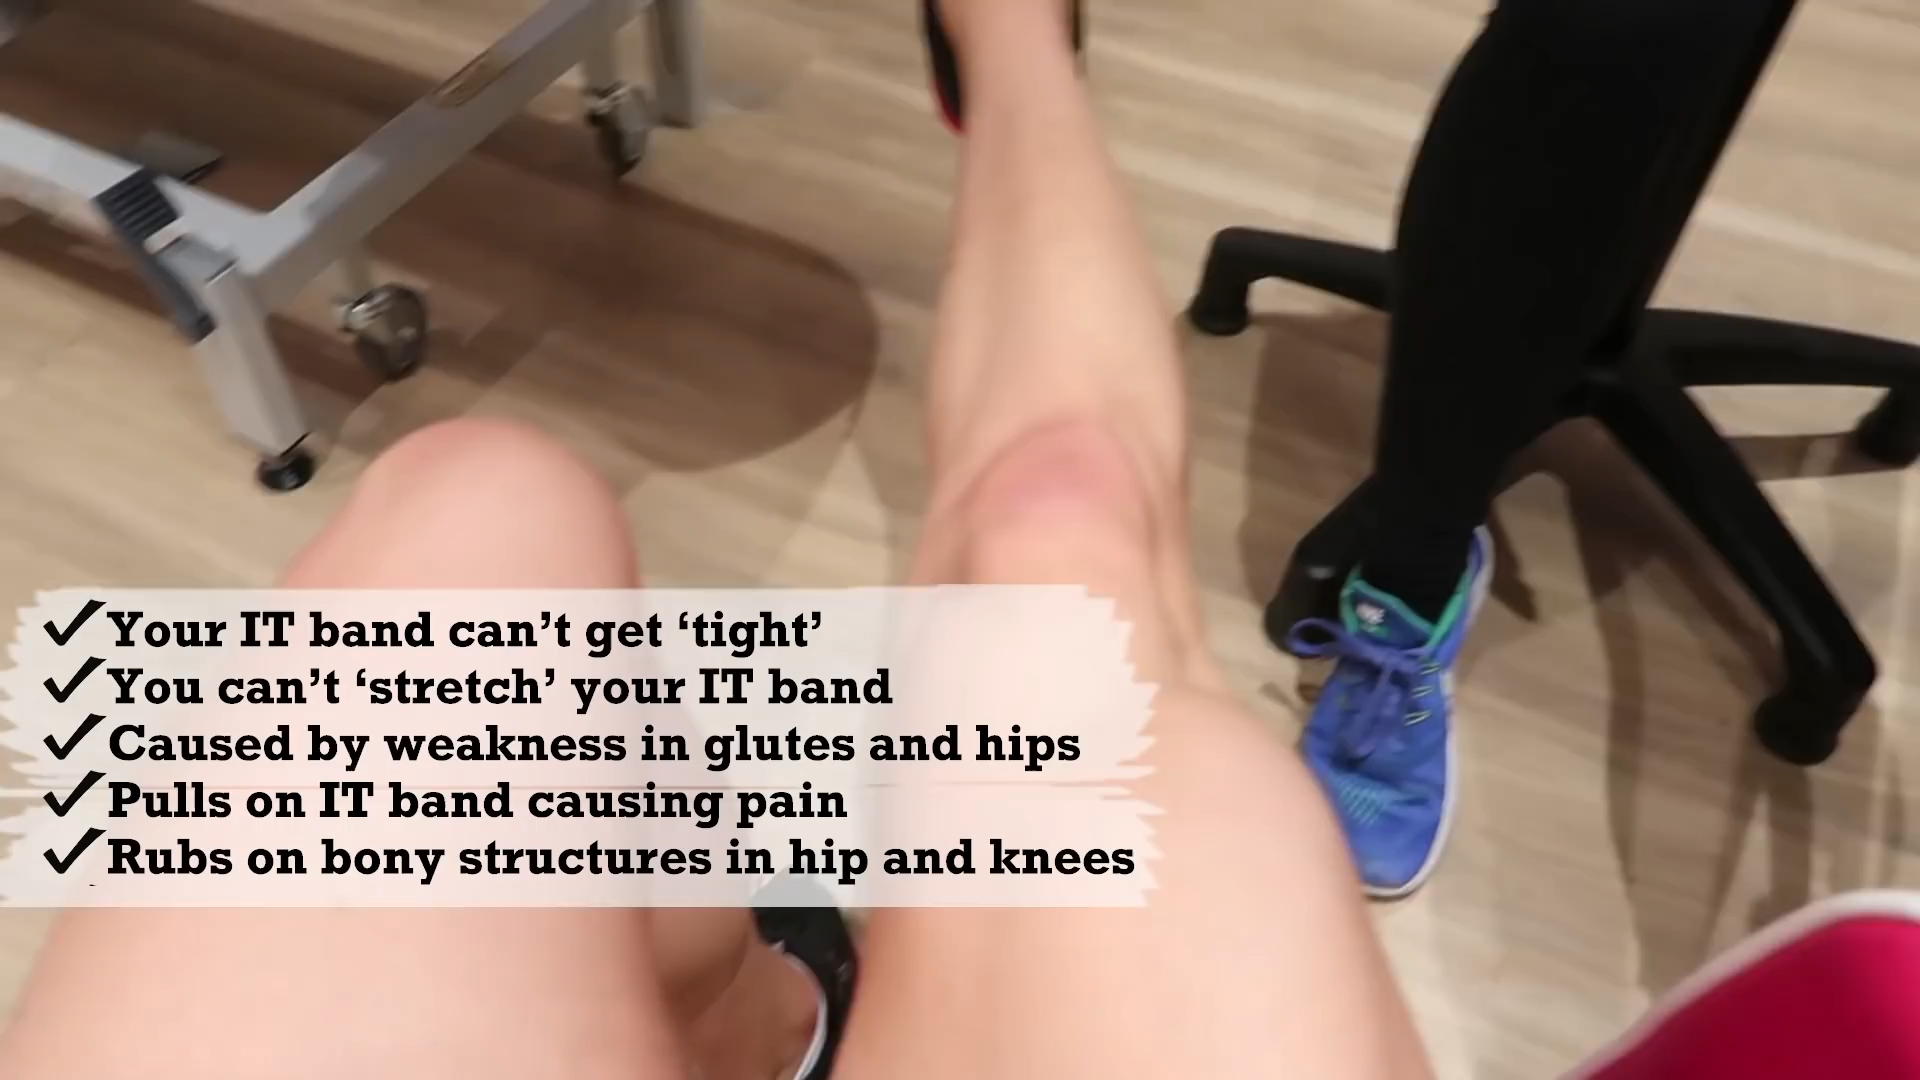 Your IT band can’t get ‘tight’
You can’t ‘stretch’ your IT band
Caused by weakness in glutes and hips
Pulls on IT band causing pain
Rubs on bony structures in hip and knees